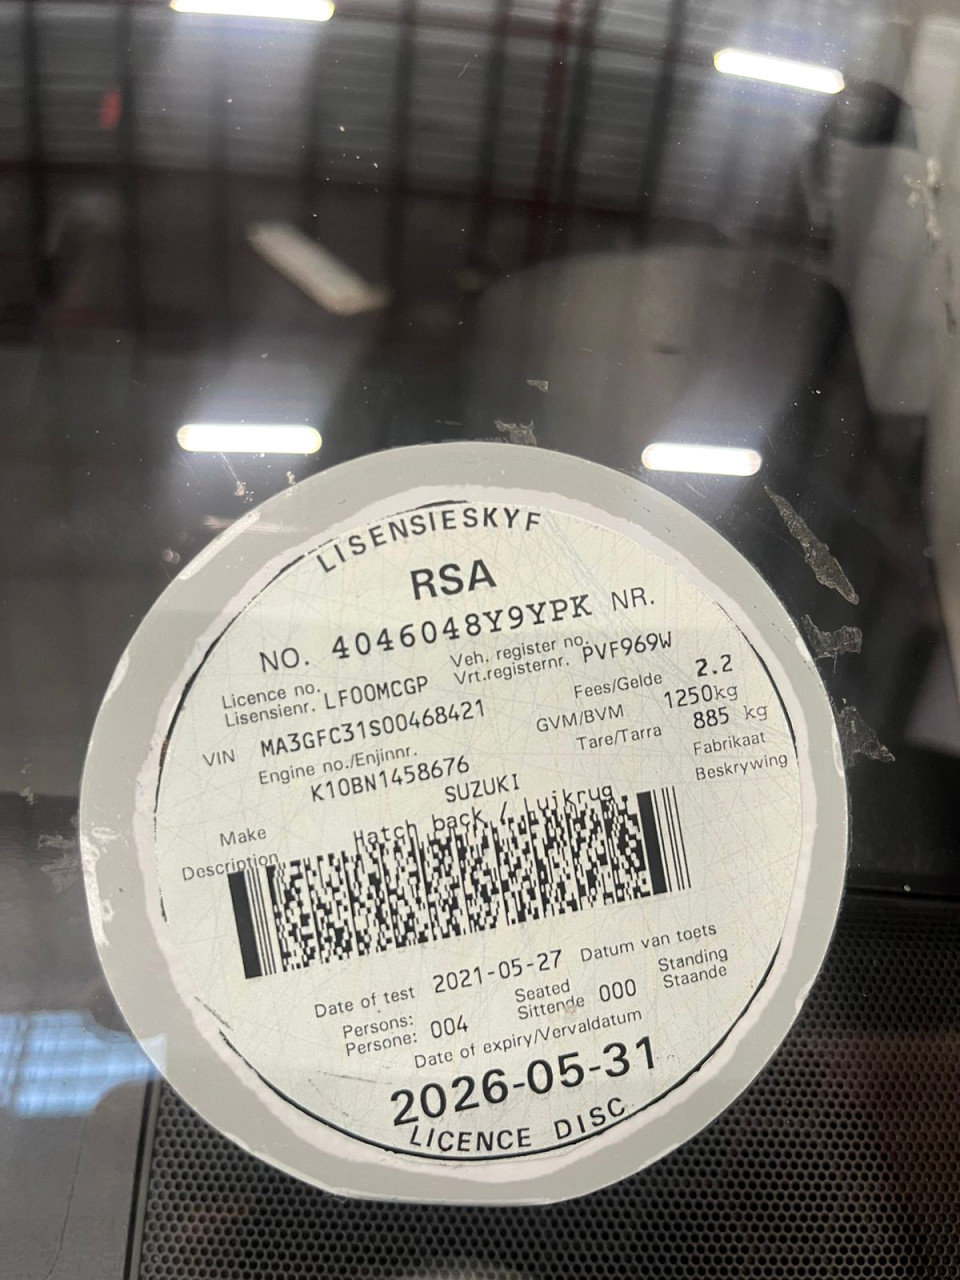 LISENSIESKYF
RSA
NO. 4046048Y9YPK NR.
Licence no. Veh. register no.
Lisensienr. LF00MCGP Vrt.registernr. PVF969W
VIN MA3GFC31S00468421 Fees/Gelde 2.2
Engine no./Enjinnr. GVM/BVM 1250kg
K10BN1458676 Tare/Tarra 885 kg
Make SUZUKI Fabrikaat
Description Hatch back / Luikrug Beskrywing
Date of test 2021-05-27 Datum van toets
Persons: Seated Standing
Persone: 004 Sittende 000 Staande
Date of expiry/Vervaldatum
2026-05-31
LICENCE DISC